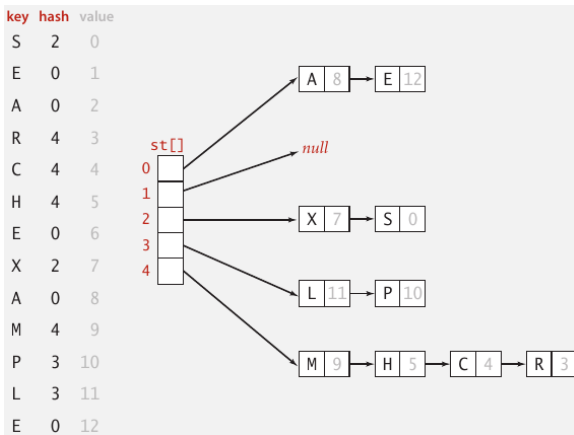 key hash value
S 2 0
E 0 1
A 0 2
R 4 3
C 4 4
H 4 5
E 0 6
X 2 7
A 0 8
M 4 9
P 3 10
L 3 11
E 0 12
st[]
0
1
2
3
4
A 8 E 12
null
X 7 S 0
L 11 P 10
M 9 H 5 C 4 R 3